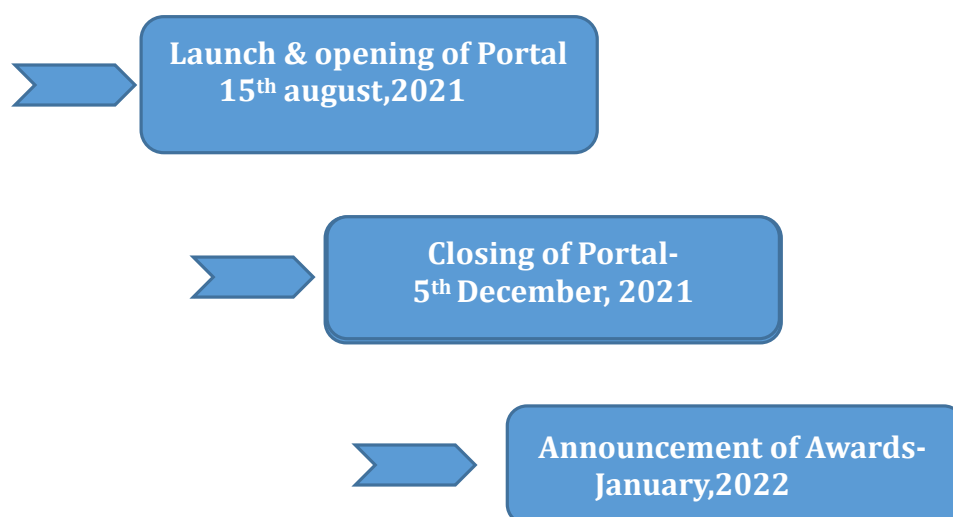 Launch & opening of Portal
15th august,2021
Closing of Portal-
5th December, 2021
Announcement of Awards-
January,2022